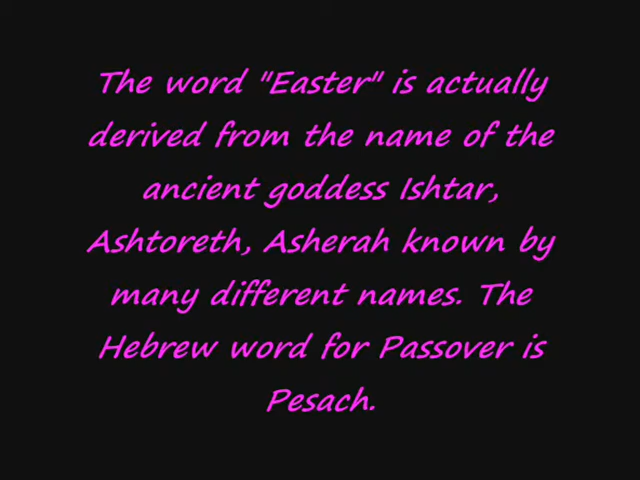 The word "Easter" is actually
derived from the name of the
ancient goddess Ishtar,
Ashtoreth, Asherah known by
many different names. The
Hebrew word for Passover is
Pesach.